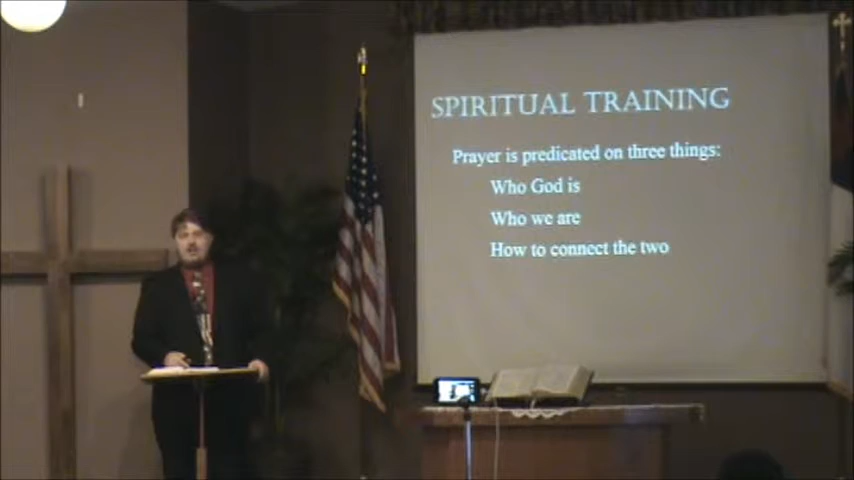 SPIRITUAL TRAINING
Prayer is predicated on three things:
Who God is
Who we are
How to connect the two